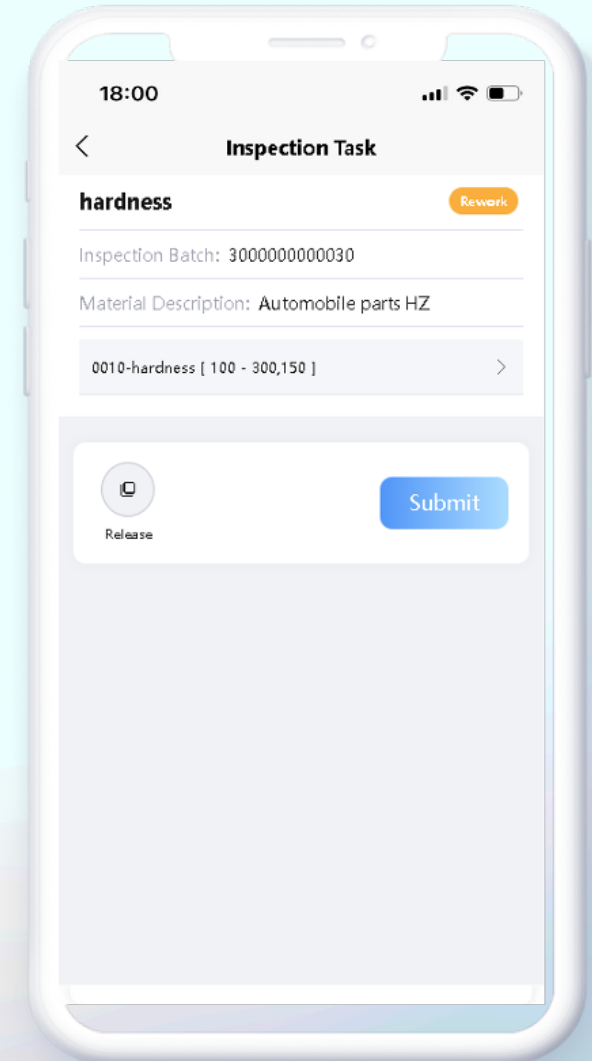 18:00
Inspection Task
hardness
Rework
Inspection Batch: 3000000000030
Material Description: Automobile parts HZ
0010-hardness [ 100 - 300,150 ]
Submit
Release